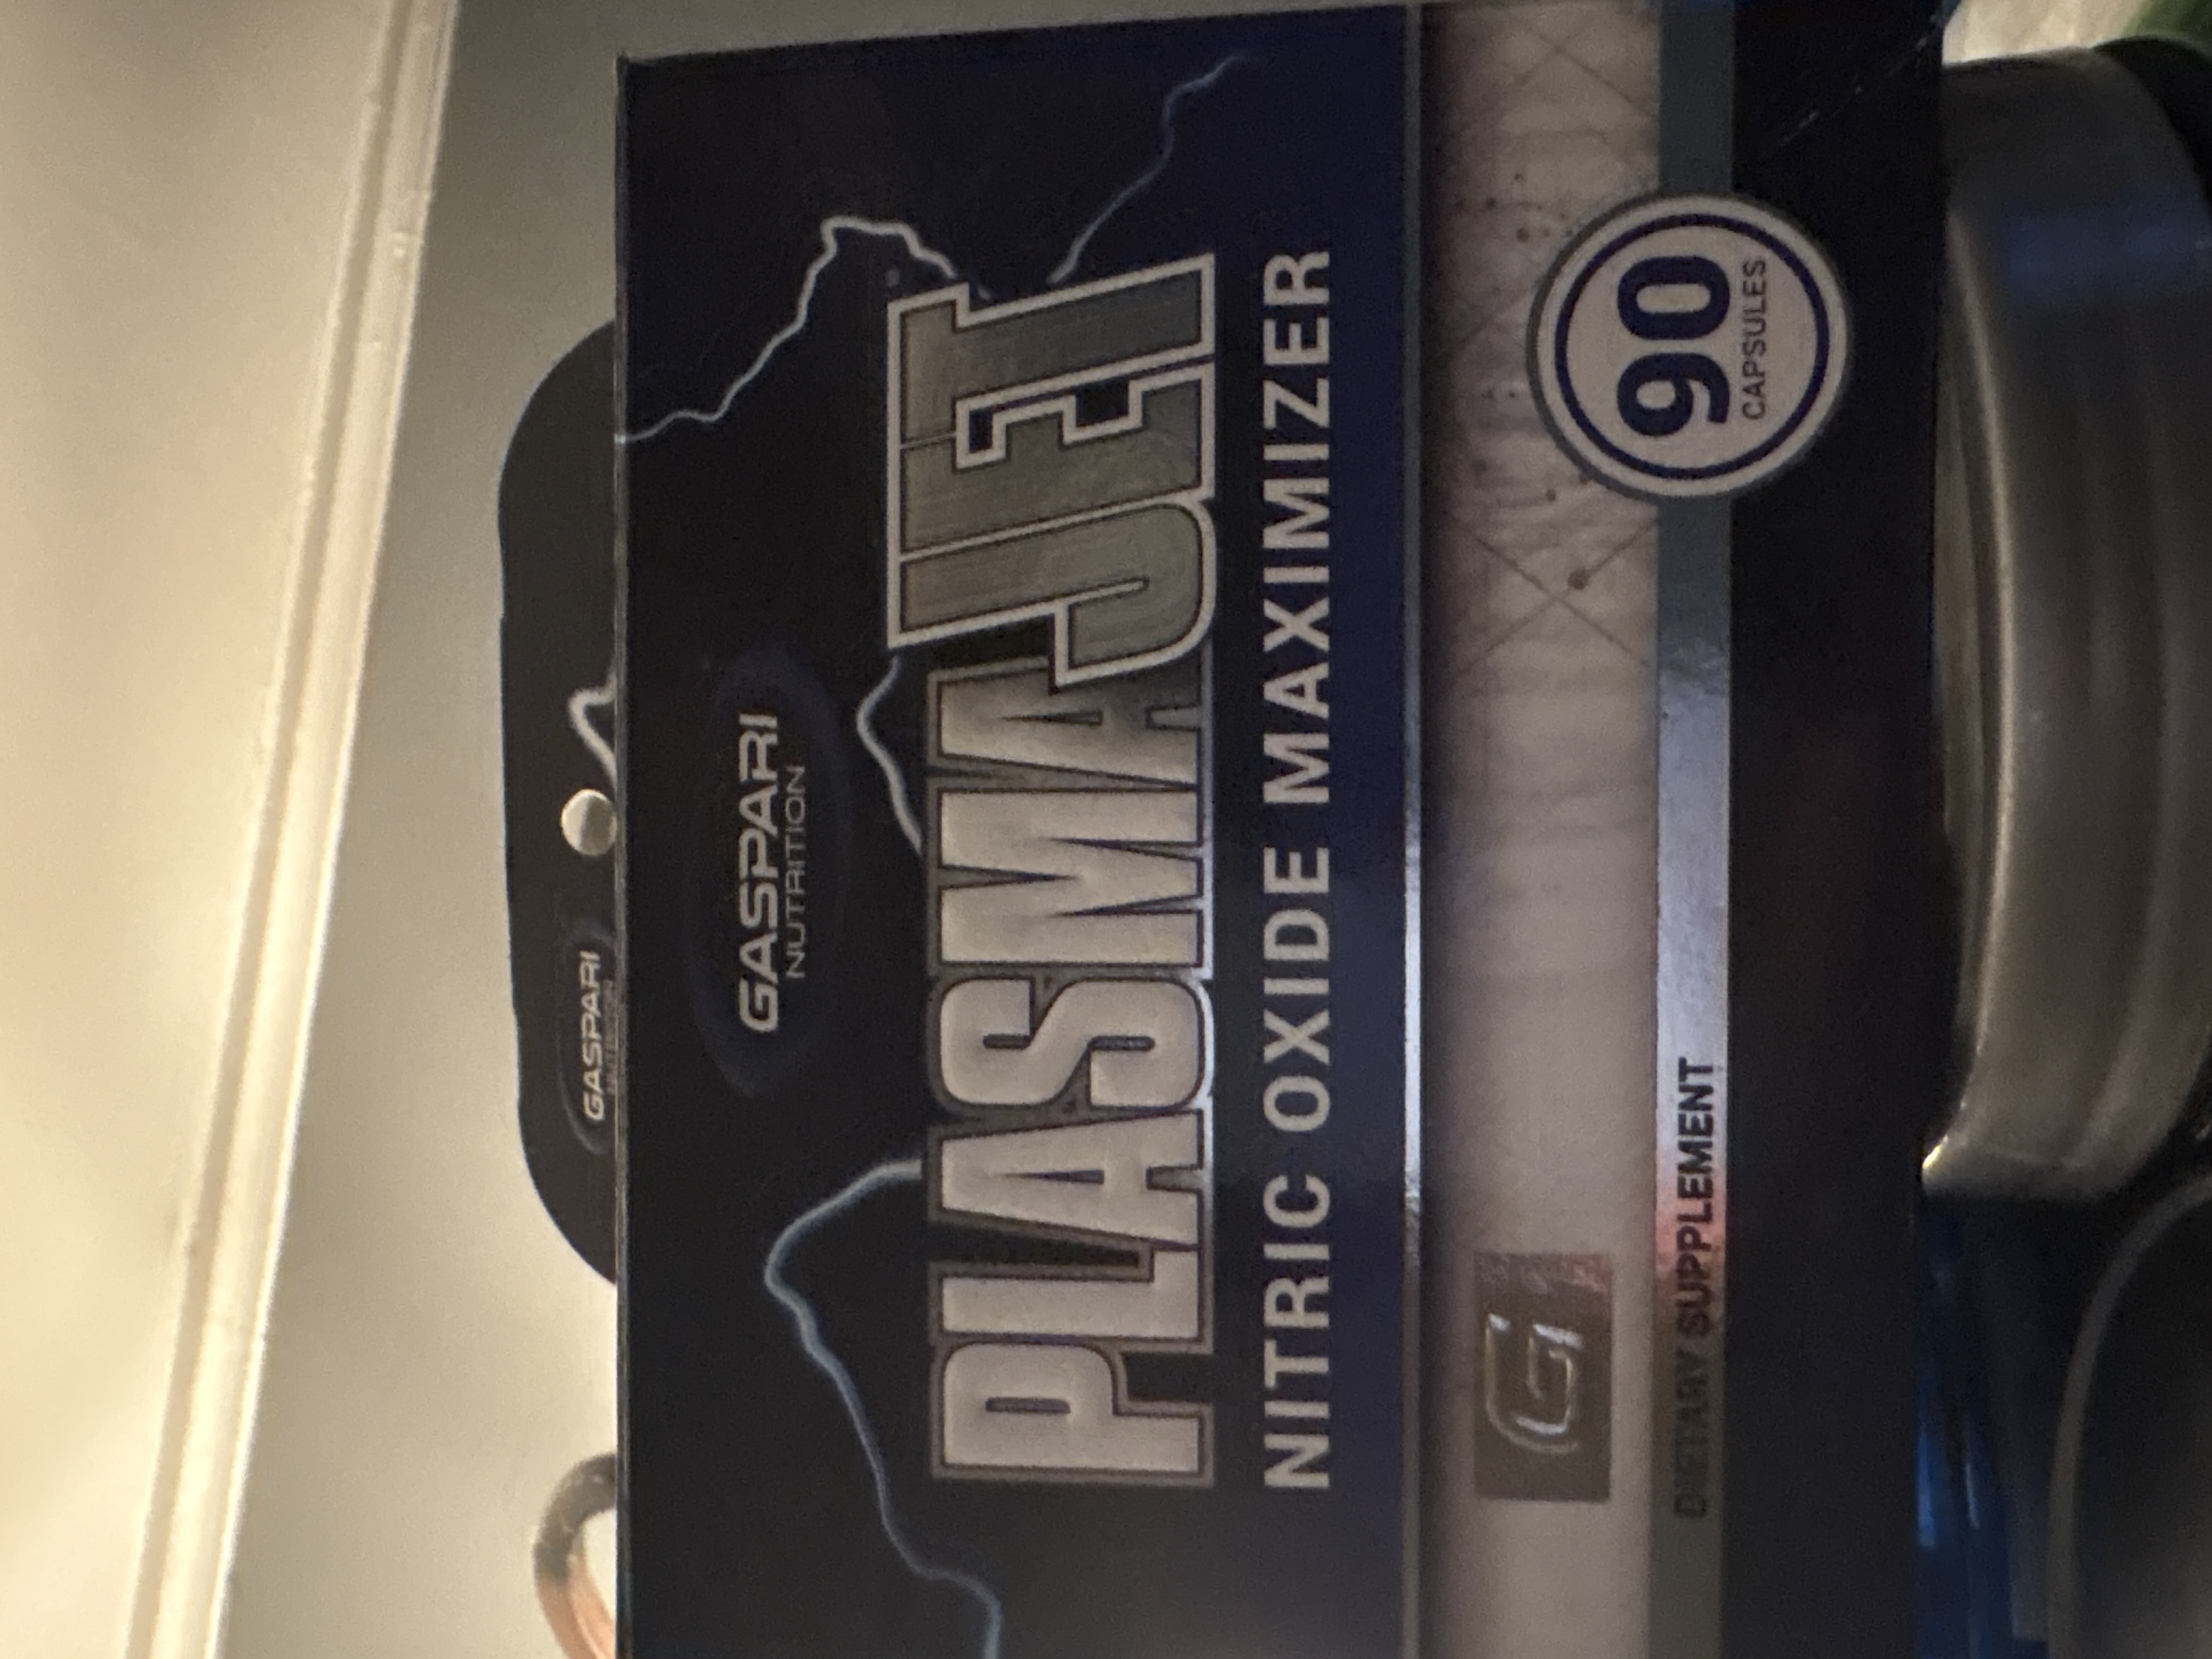 GASPARI
GASPARI
NUTRITION
PLASMAJET
NITRIC OXIDE MAXIMIZER
G
90
CAPSULES
DIETARY SUPPLEMENT